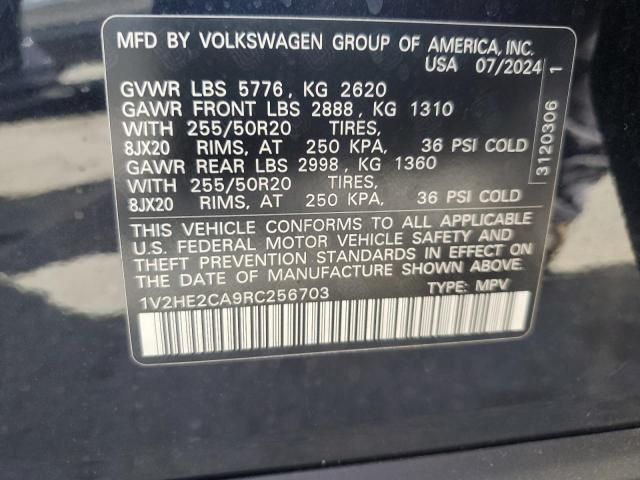 MFD BY VOLKSWAGEN GROUP OF AMERICA, INC.
USA 07/2024
GVWR LBS 5776, KG 2620
GAWR FRONT LBS 2888, KG 1310
WITH 255/50R20 TIRES,
8JX20 RIMS, AT 250 KPA, 36 PSI COLD
GAWR REAR LBS 2998, KG 1360
WITH 255/50R20 TIRES,
8JX20 RIMS, AT 250 KPA, 36 PSI COLD
THIS VEHICLE CONFORMS TO ALL APPLICABLE
U.S. FEDERAL MOTOR VEHICLE SAFETY AND
THEFT PREVENTION STANDARDS IN EFFECT ON
THE DATE OF MANUFACTURE SHOWN ABOVE.
1V2HE2CA9RC256703 TYPE: MPV
3120306 1